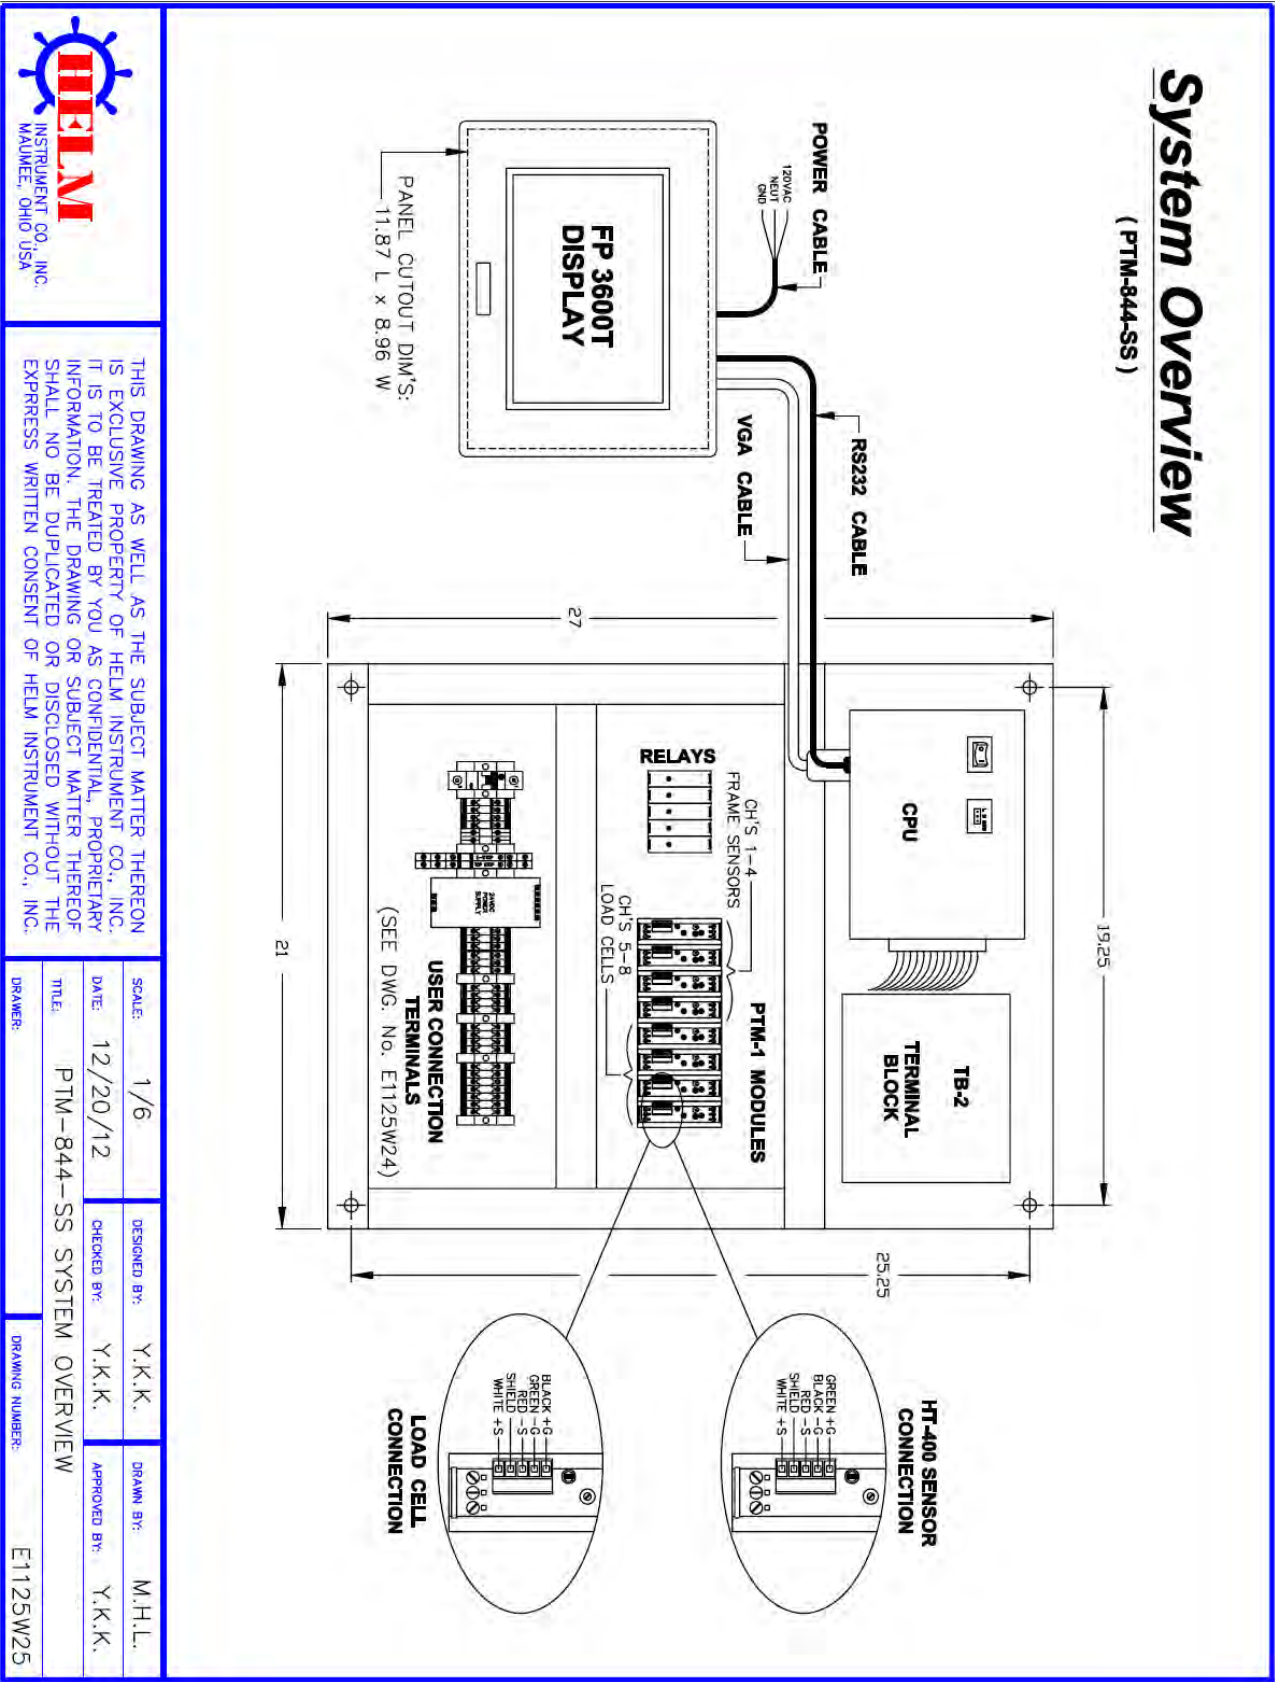 System Overview
( PTM-844-SS )
POWER CABLE
120VAC
NEUT
GND
RS232 CABLE
VGA CABLE
FP 3600T
DISPLAY
PANEL CUTOUT DIM'S:
11.87 L x 8.96 W
19.25
27
21
25.25
CPU
TB-2
TERMINAL
BLOCK
RELAYS
CH'S 1-4
FRAME SENSORS
CH'S 5-8
LOAD CELLS
PTM-1 MODULES
24VDC
POWER
SUPPLY
USER CONNECTION
TERMINALS
(SEE DWG. No. E1125W24)
HT-400 SENSOR
CONNECTION
GREEN +G
BLACK -G
RED -S
SHIELD
WHITE +S
LOAD CELL
CONNECTION
BLACK +G
GREEN -G
RED -S
SHIELD
WHITE +S
HELM
INSTRUMENT CO., INC.
MAUMEE, OHIO USA
THIS DRAWING AS WELL AS THE SUBJECT MATTER THEREON
IS EXCLUSIVE PROPERTY OF HELM INSTRUMENT CO., INC.
IT IS TO BE TREATED BY YOU AS CONFIDENTIAL, PROPRIETARY
INFORMATION. THE DRAWING OR SUBJECT MATTER THEREOF
SHALL NO BE DUPLICATED OR DISCLOSED WITHOUT THE
EXPRRESS WRITTEN CONSENT OF HELM INSTRUMENT CO., INC.
SCALE: 1/6
DESIGNED BY: Y.K.K.
DRAWN BY: M.H.L.
DATE: 12/20/12
CHECKED BY: Y.K.K.
APPROVED BY: Y.K.K.
TITLE: PTM-844-SS SYSTEM OVERVIEW
DRAWER:
DRAWING NUMBER: E1125W25